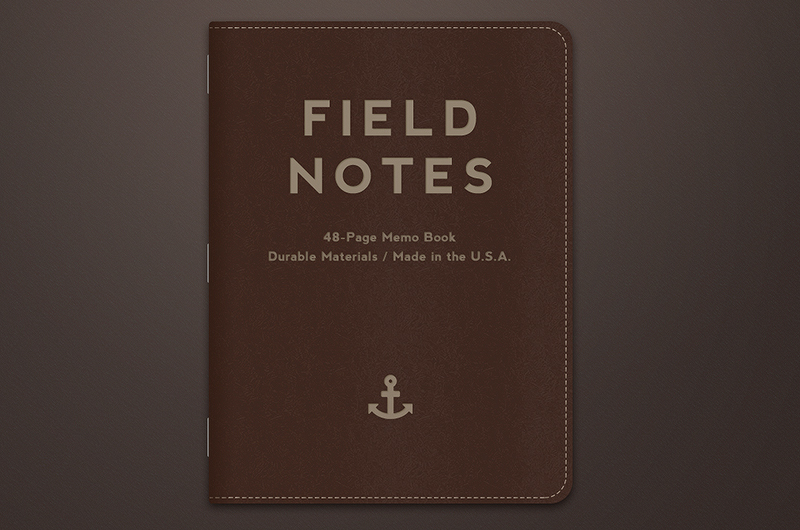 FIELD
NOTES
48-Page Memo Book
Durable Materials / Made in the U.S.A.